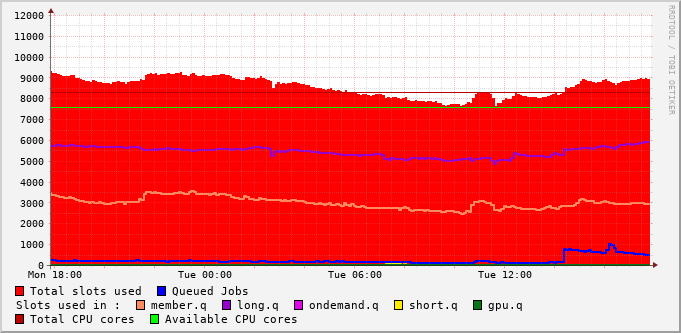 12000
11000
10000
9000
8000
7000
6000
5000
4000
3000
2000
1000
0
Mon 18:00 Tue 00:00 Tue 06:00 Tue 12:00
RRDTOOL / TOBI OETIKER
Total slots used Queued Jobs
Slots used in : member.q long.q ondemand.q short.q gpu.q
Total CPU cores Available CPU cores